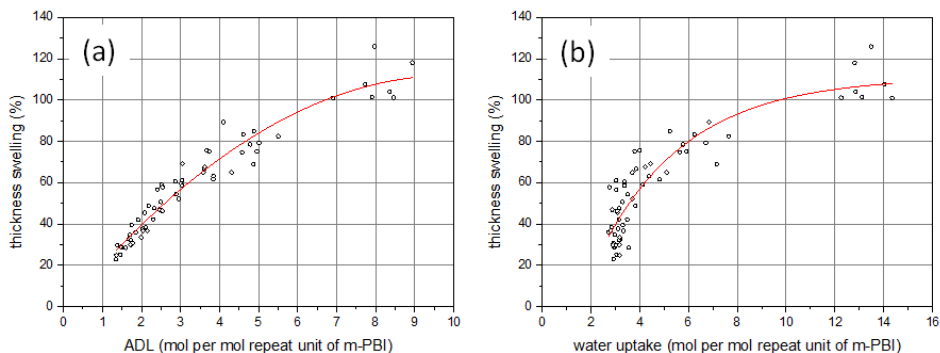 (a)
thickness swelling (%)
140
120
100
80
60
40
20
0
0 1 2 3 4 5 6 7 8 9 10
ADL (mol per mol repeat unit of m-PBI)
(b)
thickness swelling (%)
140
120
100
80
60
40
20
0
0 2 4 6 8 10 12 14 16
water uptake (mol per mol repeat unit of m-PBI)